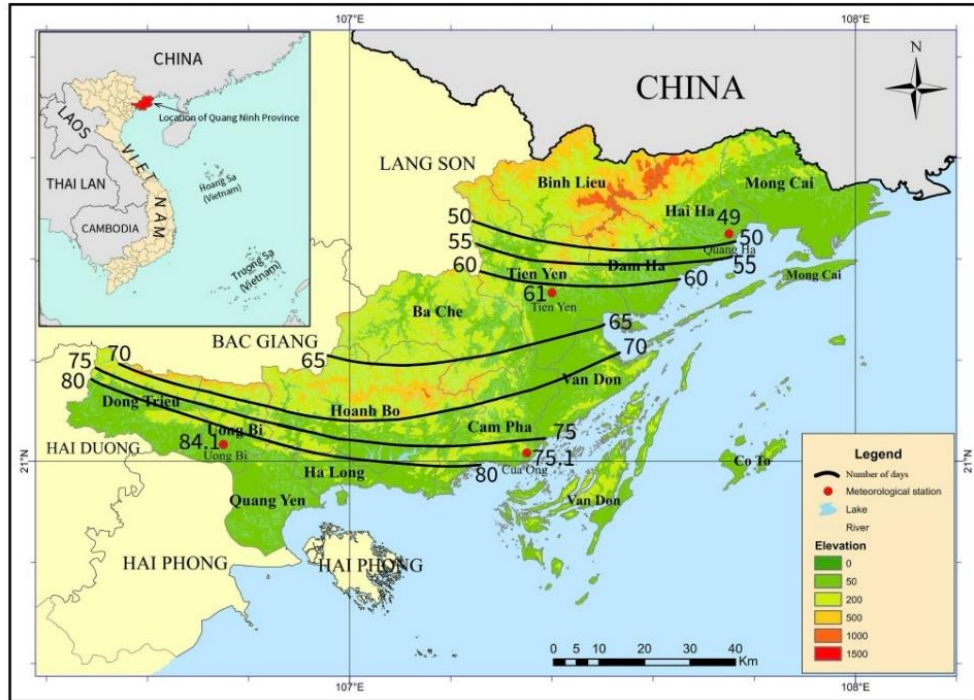 107°E
108°E
CHINA
Location of Quang Ninh Province
LAOS
VIET NAM
THAI LAN
CAMBODIA
Hoang Sa
(Vietnam)
Truong Sa
(Vietnam)
CHINA
N
LANG SON
Binh Lieu
Mong Cai
Hai Ha
49
50
50
Quang Ha
55
55
Dam Ha
60
60
Tien Yen
61
Tien Yen
Mong Cai
Ba Che
65
BAC GIANG
65
70
70
75
80
Van Don
Dong Trieu
Hoanh Bo
Cam Pha
Uong Bi
75
84.1
Uong Bi
75.1
Cua Ong
HAI DUONG
21°N
21°N
Ha Long
80
Co To
Quang Yen
Van Don
HAI PHONG
HAI PHONG
Legend
Number of days
Meteorological station
Lake
River
Elevation
0
50
200
500
1000
1500
0 5 10 20 30 40
Km
107°E
108°E